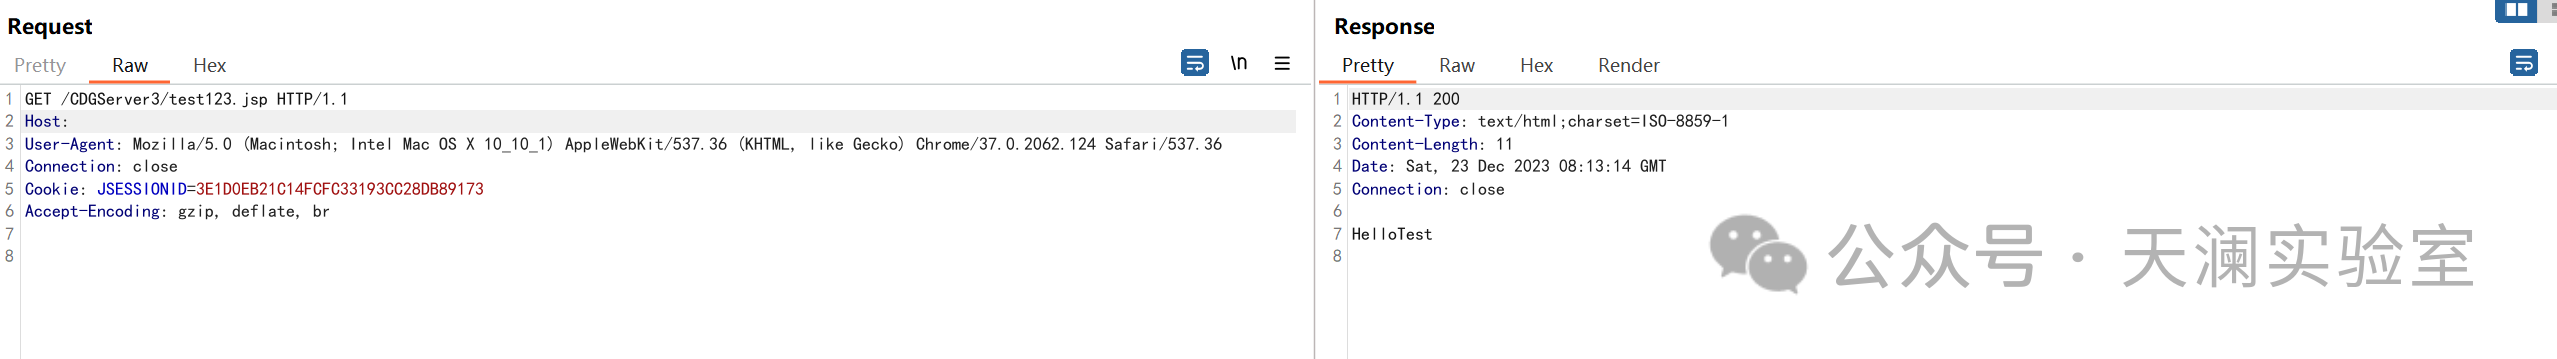 Request
Pretty Raw Hex
\n
1 GET /CDGServer3/test123.jsp HTTP/1.1
2 Host:
3 User-Agent: Mozilla/5.0 (Macintosh; Intel Mac OS X 10_10_1) AppleWebKit/537.36 (KHTML, like Gecko) Chrome/37.0.2062.124 Safari/537.36
4 Connection: close
5 Cookie: JSESSIONID=3E1D0EB21C14FCFC33193CC28DB89173
6 Accept-Encoding: gzip, deflate, br
7
8
Response
Pretty Raw Hex Render
1 HTTP/1.1 200
2 Content-Type: text/html;charset=ISO-8859-1
3 Content-Length: 11
4 Date: Sat, 23 Dec 2023 08:13:14 GMT
5 Connection: close
6
7 HelloTest
8
公众号 · 天澜实验室